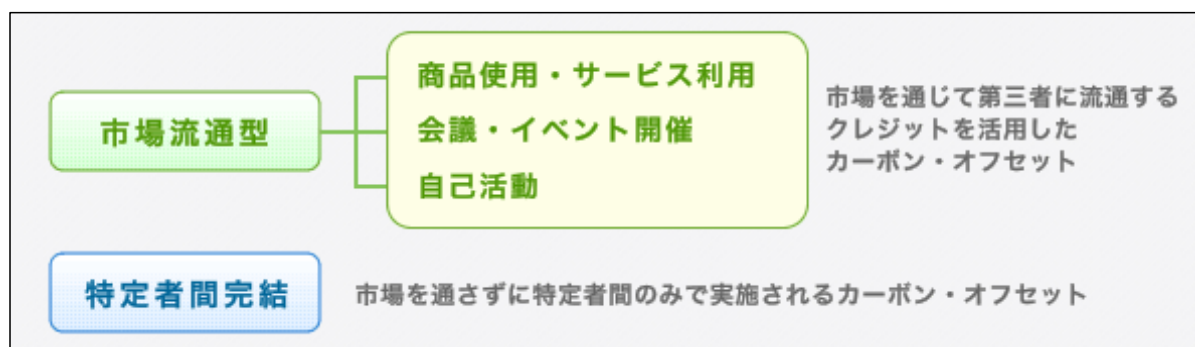 市場流通型
商品使用・サービス利用
会議・イベント開催
自己活動
市場を通じて第三者に流通する
クレジットを活用した
カーボン・オフセット
特定者間完結
市場を通さずに特定者間のみで実施されるカーボン・オフセット